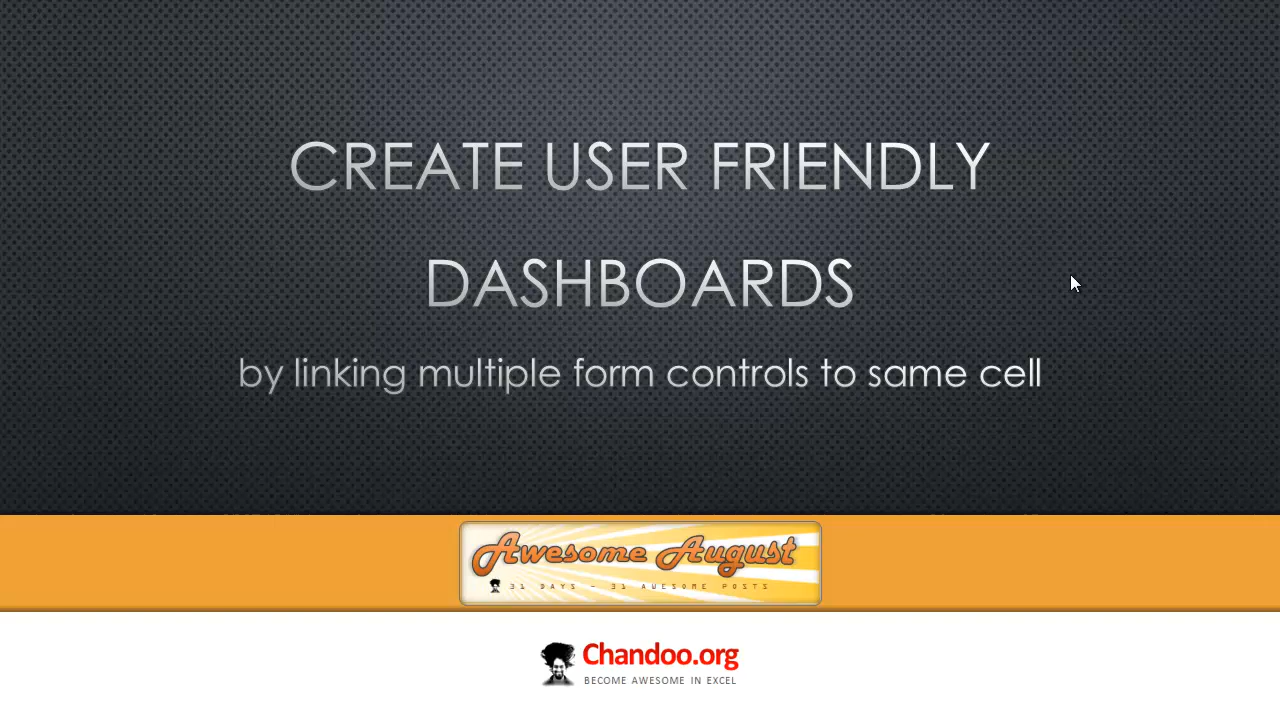 CREATE USER FRIENDLY
DASHBOARDS
by linking multiple form controls to same cell
Awesome August
31 DAYS - 31 AWESOME POSTS
Chandoo.org
BECOME AWESOME IN EXCEL